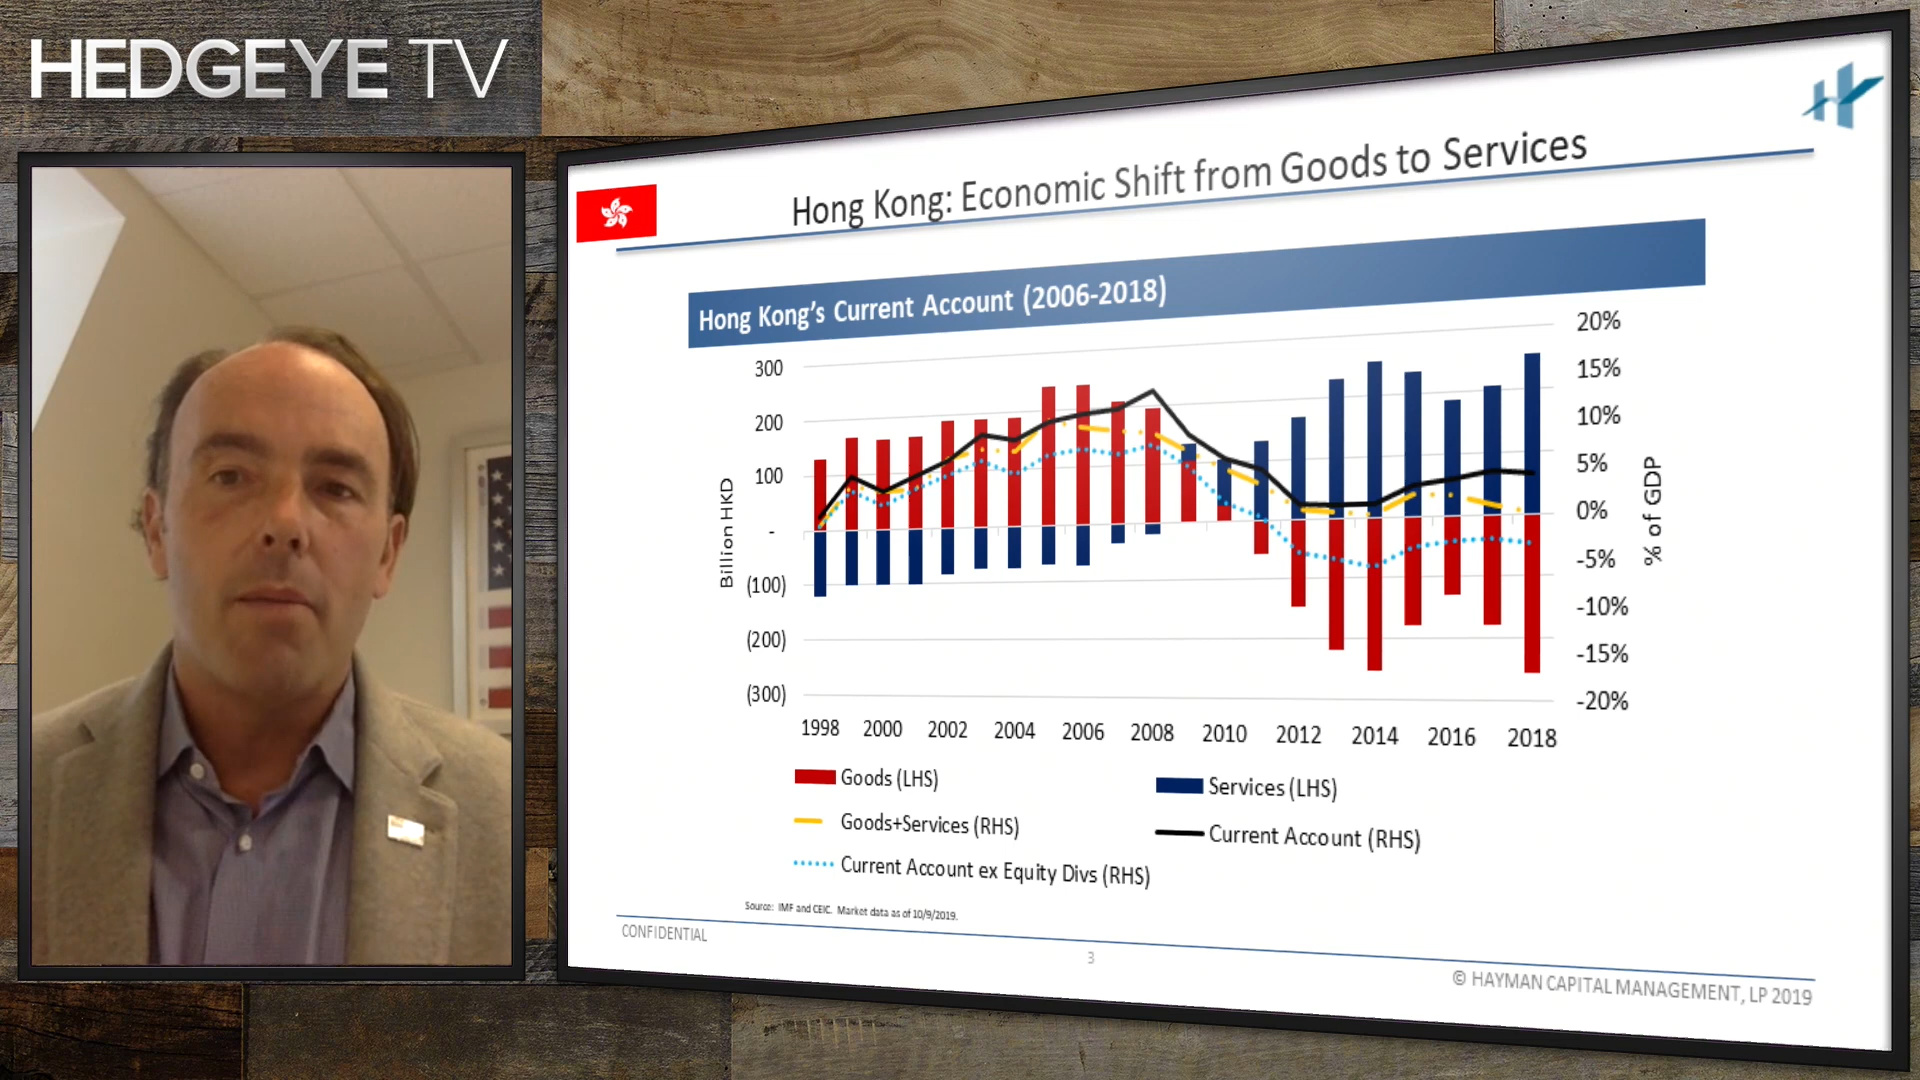 HEDGEYE TV
Hong Kong: Economic Shift from Goods to Services
Hong Kong's Current Account (2006-2018)
300
200
100
-
(100)
(200)
(300)
Billion HKD
20%
15%
10%
5%
0%
-5%
-10%
-15%
-20%
% of GDP
1998 2000 2002 2004 2006 2008 2010 2012 2014 2016 2018
Goods (LHS)
Services (LHS)
Goods+Services (RHS)
Current Account (RHS)
Current Account ex Equity Divs (RHS)
Source: IMF and CEIC. Market data as of 10/9/2019.
CONFIDENTIAL
3
© HAYMAN CAPITAL MANAGEMENT, LP 2019